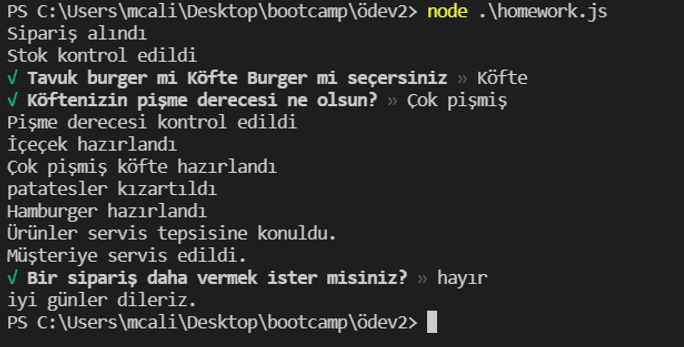 PS C:\Users\mcali\Desktop\bootcamp\ödev2> node .\homework.js
Sipariş alındı
Stok kontrol edildi
√ Tavuk burger mi Köfte Burger mi seçersiniz » Köfte
√ Köftenizin pişme derecesi ne olsun? » Çok pişmiş
Pişme derecesi kontrol edildi
İçeçek hazırlandı
Çok pişmiş köfte hazırlandı
patatesler kızartıldı
Hamburger hazırlandı
Ürünler servis tepsisine konuldu.
Müşteriye servis edildi.
√ Bir sipariş daha vermek ister misiniz? » hayır
iyi günler dileriz.
PS C:\Users\mcali\Desktop\bootcamp\ödev2>